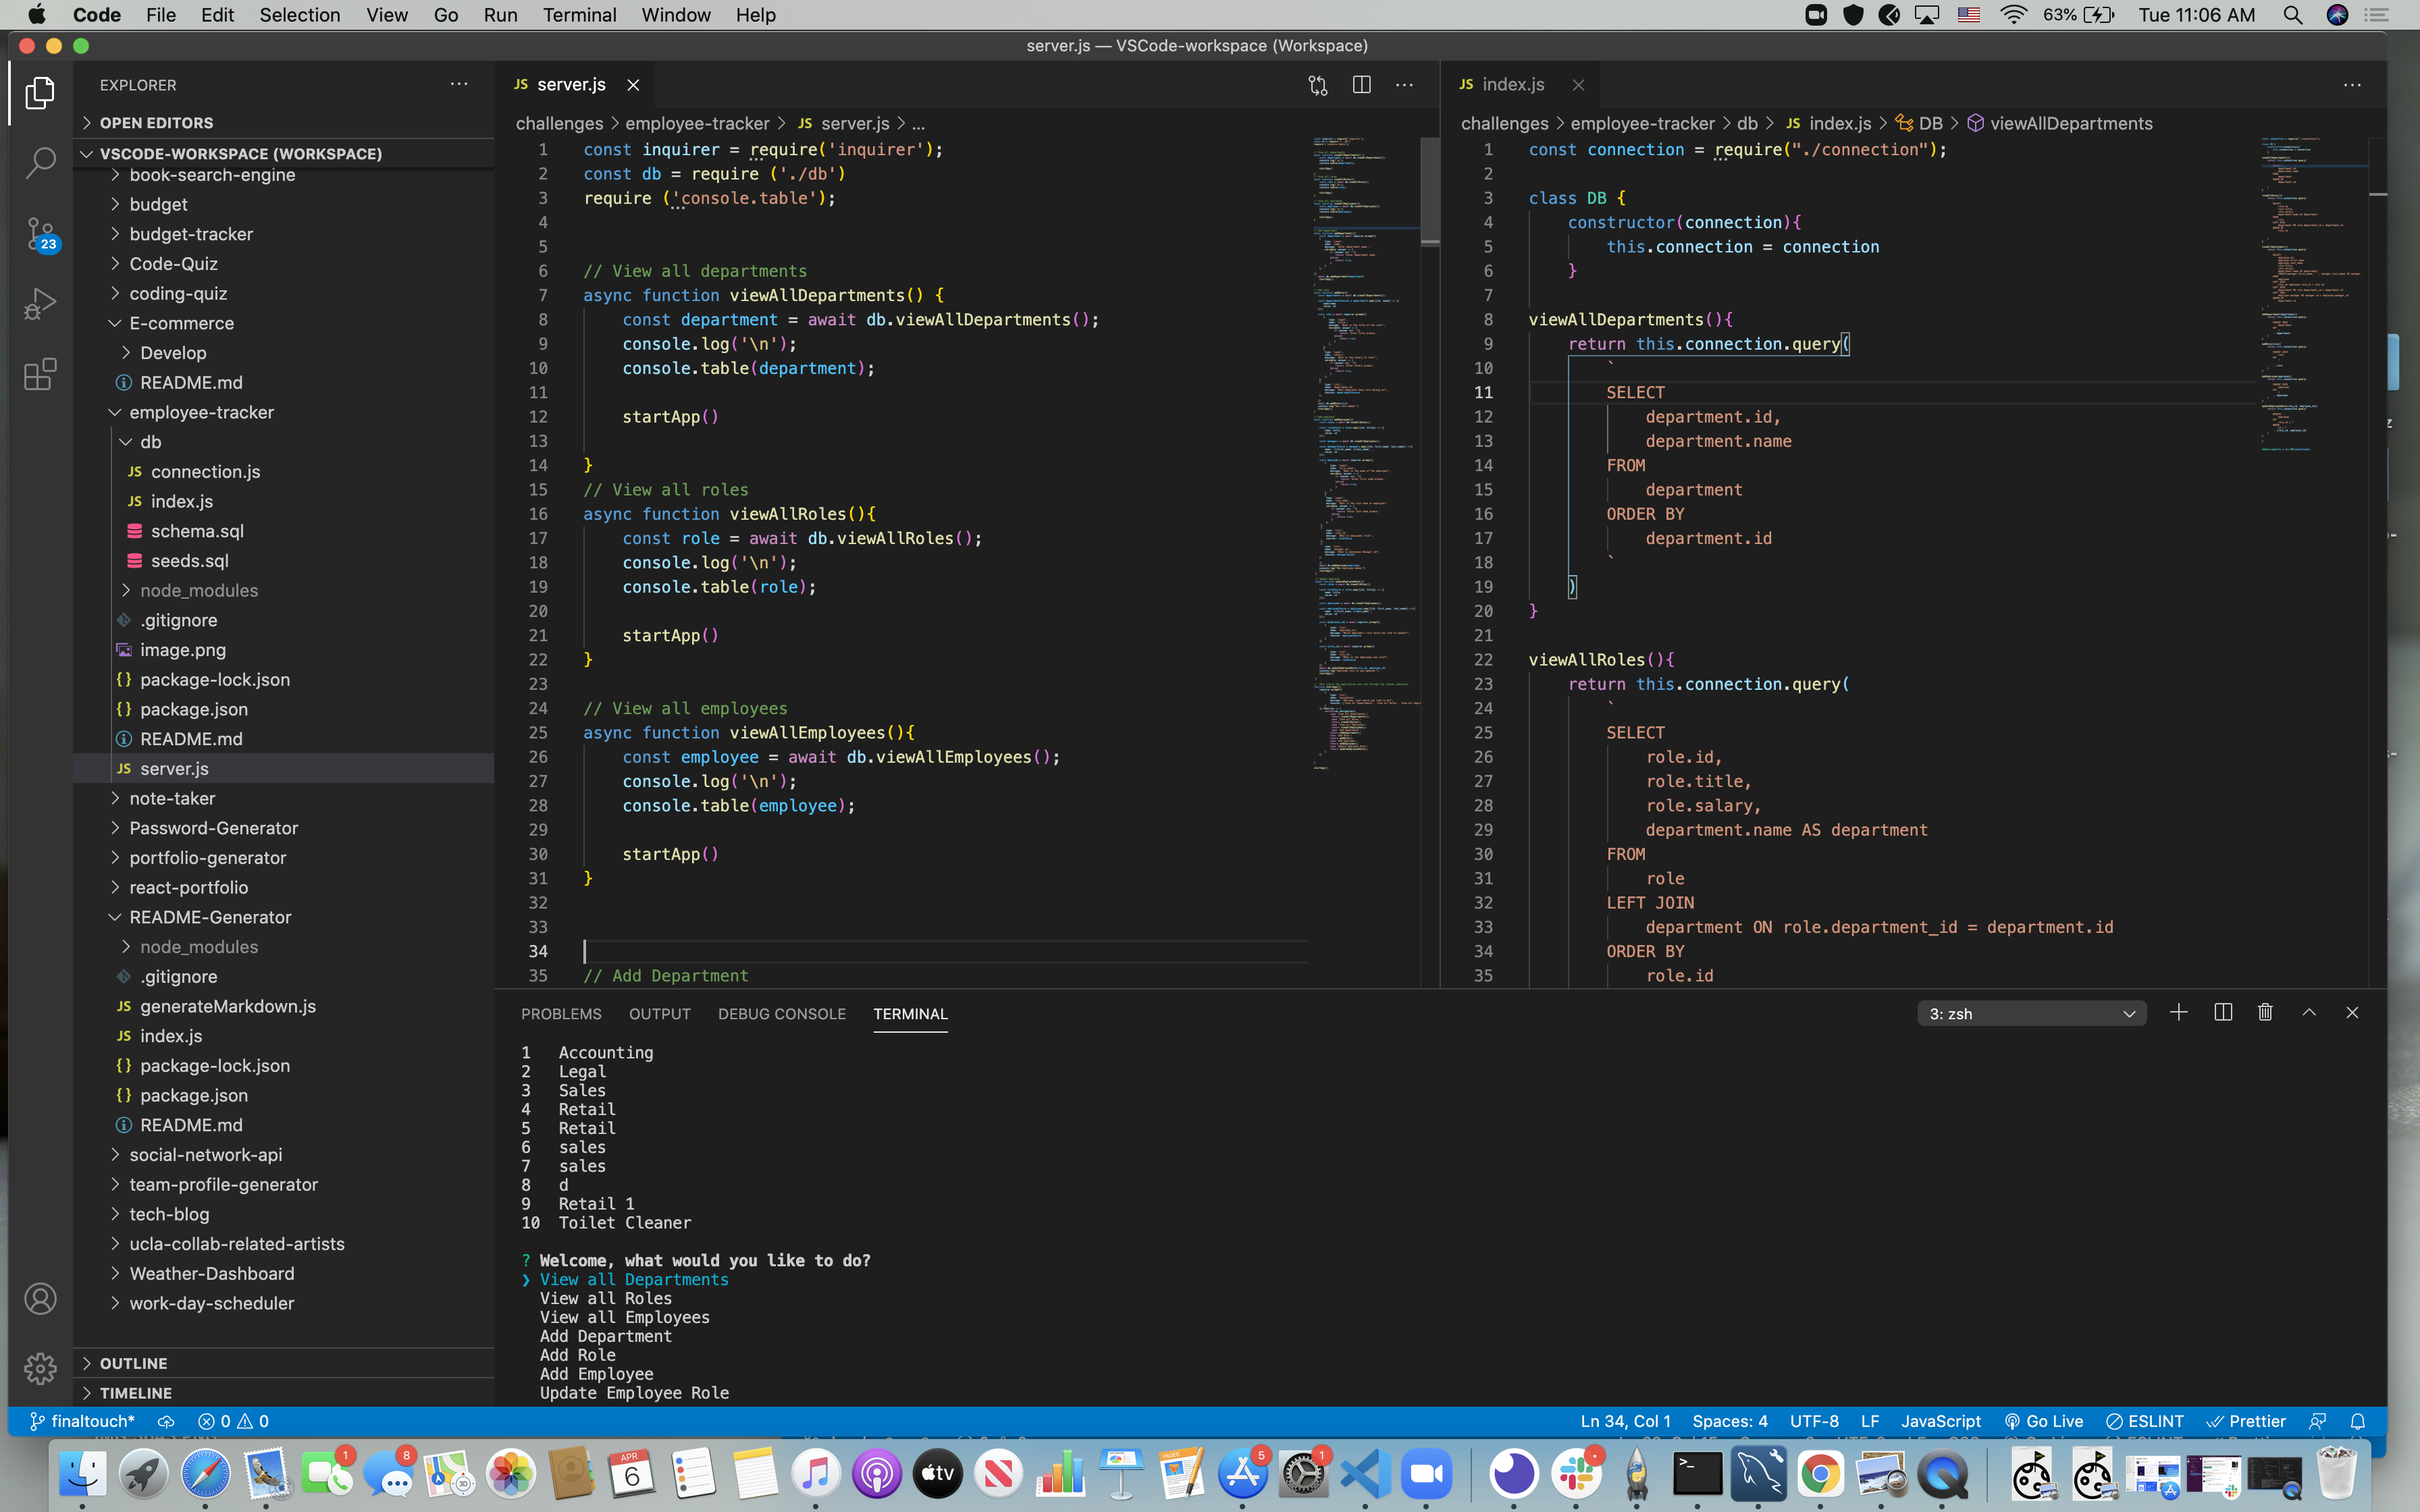 Code File Edit Selection View Go Run Terminal Window Help 63% Tue 11:06 AM
server.js — VSCode-workspace (Workspace)
EXPLORER
OPEN EDITORS
VSCODE-WORKSPACE (WORKSPACE)
book-search-engine
budget
budget-tracker
Code-Quiz
coding-quiz
E-commerce
Develop
README.md
employee-tracker
db
JS connection.js
JS index.js
schema.sql
seeds.sql
node_modules
.gitignore
image.png
{} package-lock.json
{} package.json
README.md
JS server.js
note-taker
Password-Generator
portfolio-generator
react-portfolio
README-Generator
node_modules
.gitignore
JS generateMarkdown.js
JS index.js
{} package-lock.json
{} package.json
README.md
social-network-api
team-profile-generator
tech-blog
ucla-collab-related-artists
Weather-Dashboard
work-day-scheduler
OUTLINE
TIMELINE
23
JS server.js
challenges > employee-tracker > JS server.js > ...
1 const inquirer = require('inquirer');
2 const db = require ('./db')
3 require ('console.table');
4
5
6 // View all departments
7 async function viewAllDepartments() {
8 const department = await db.viewAllDepartments();
9 console.log('\n');
10 console.table(department);
11
12 startApp()
13
14 }
15 // View all roles
16 async function viewAllRoles(){
17 const role = await db.viewAllRoles();
18 console.log('\n');
19 console.table(role);
20
21 startApp()
22 }
23
24 // View all employees
25 async function viewAllEmployees(){
26 const employee = await db.viewAllEmployees();
27 console.log('\n');
28 console.table(employee);
29
30 startApp()
31 }
32
33
34
35 // Add Department
JS index.js
challenges > employee-tracker > db > JS index.js > DB > viewAllDepartments
1 const connection = require("./connection");
2
3 class DB {
4 constructor(connection){
5 this.connection = connection
6 }
7
8 viewAllDepartments(){
9 return this.connection.query(
10 `
11 SELECT
12 department.id,
13 department.name
14 FROM
15 department
16 ORDER BY
17 department.id
18 `
19 )
20 }
21
22 viewAllRoles(){
23 return this.connection.query(
24 `
25 SELECT
26 role.id,
27 role.title,
28 role.salary,
29 department.name AS department
30 FROM
31 role
32 LEFT JOIN
33 department ON role.department_id = department.id
34 ORDER BY
35 role.id
PROBLEMS OUTPUT DEBUG CONSOLE TERMINAL 3: zsh
1 Accounting
2 Legal
3 Sales
4 Retail
5 Retail
6 sales
7 sales
8 d
9 Retail 1
10 Toilet Cleaner
? Welcome, what would you like to do?
❯ View all Departments
View all Roles
View all Employees
Add Department
Add Role
Add Employee
Update Employee Role
finaltouch* 0 0 Ln 34, Col 1 Spaces: 4 UTF-8 LF JavaScript Go Live ESLINT Prettier
1 8 APR 6 tv 5 1